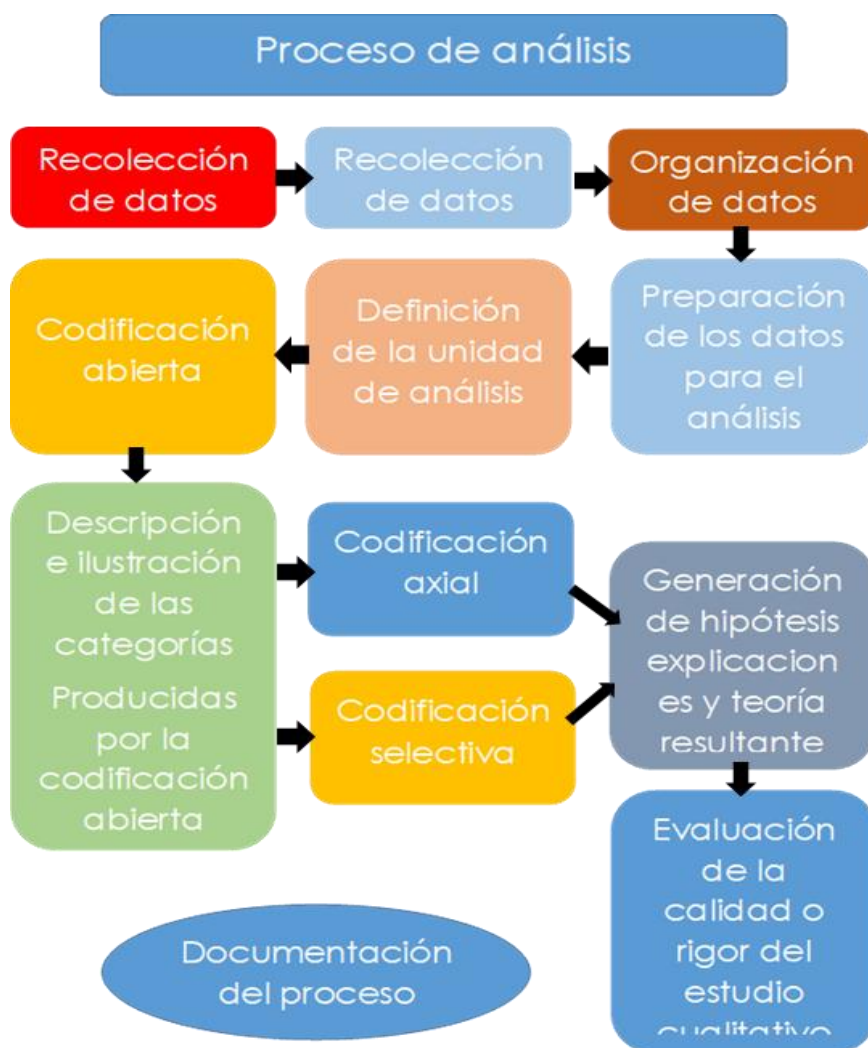 Proceso de análisis
Recolección
de datos
Recolección
de datos
Organización
de datos
Codificación
abierta
Definición
de la unidad
de análisis
Preparación
de los datos
para el
análisis
Descripción
e ilustración
de las
categorías
Producidas
por la
codificación
abierta
Codificación
axial
Codificación
selectiva
Generación
de hipótesis
explicacion
es y teoría
resultante
Evaluación
de la
calidad o
rigor del
estudio
cualitativo
Documentación
del proceso